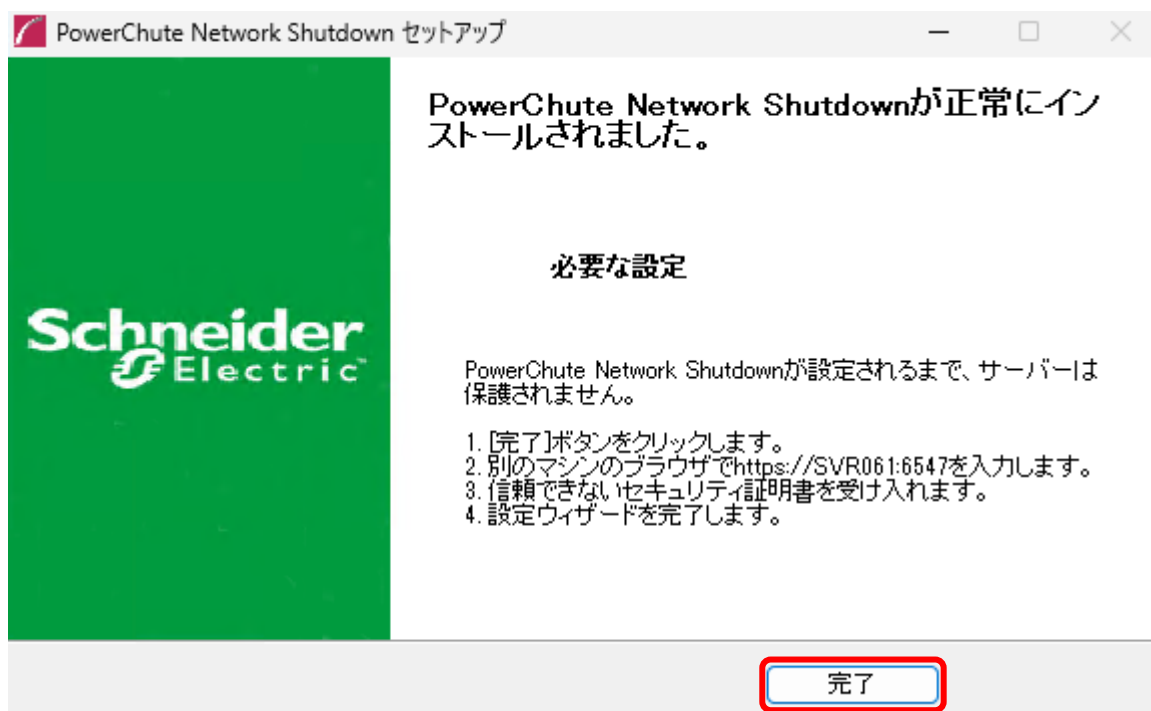 PowerChute Network Shutdown セットアップ
PowerChute Network Shutdownが正常にイン
ストールされました。
必要な設定
Schneider
Electric
PowerChute Network Shutdownが設定されるまで、サーバーは
保護されません。
1. [完了]ボタンをクリックします。
2. 別のマシンのブラウザでhttps://SVR061:6547を入力します。
3. 信頼できないセキュリティ証明書を受け入れます。
4. 設定ウィザードを完了します。
完了